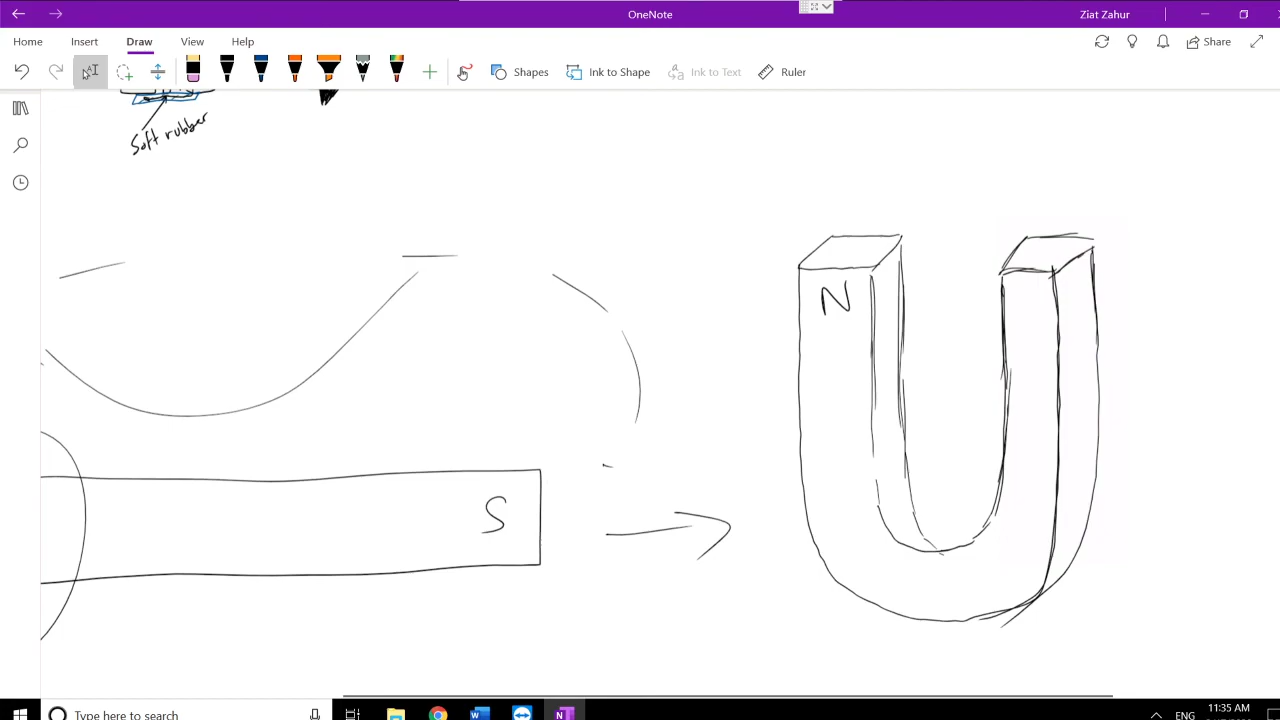 OneNote
Ziat Zahur
Home Insert Draw View Help
Share
Shapes Ink to Shape Ink to Text Ruler
Soft rubber
N
S
Type here to search
ENG
11:35 AM